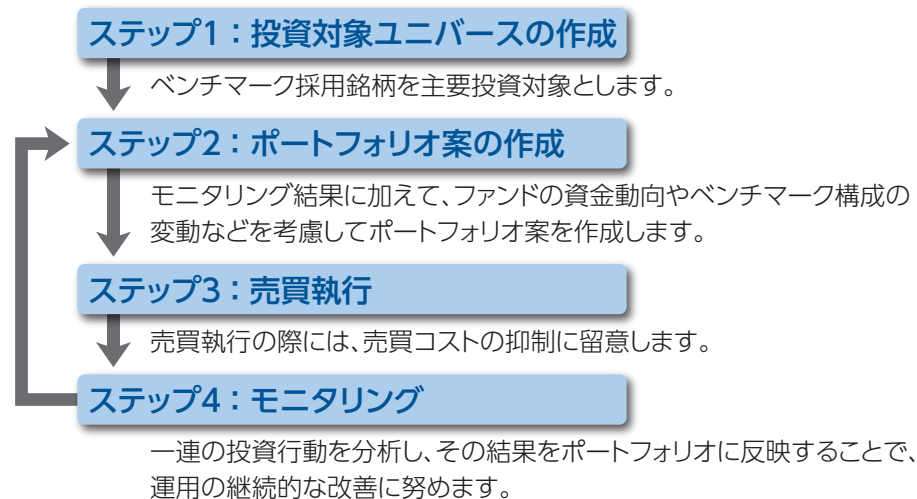 ステップ1：投資対象ユニバースの作成
ベンチマーク採用銘柄を主要投資対象とします。
ステップ2：ポートフォリオ案の作成
モニタリング結果に加えて、ファンドの資金動向やベンチマーク構成の
変動などを考慮してポートフォリオ案を作成します。
ステップ3：売買執行
売買執行の際には、売買コストの抑制に留意します。
ステップ4：モニタリング
一連の投資行動を分析し、その結果をポートフォリオに反映することで、
運用の継続的な改善に努めます。